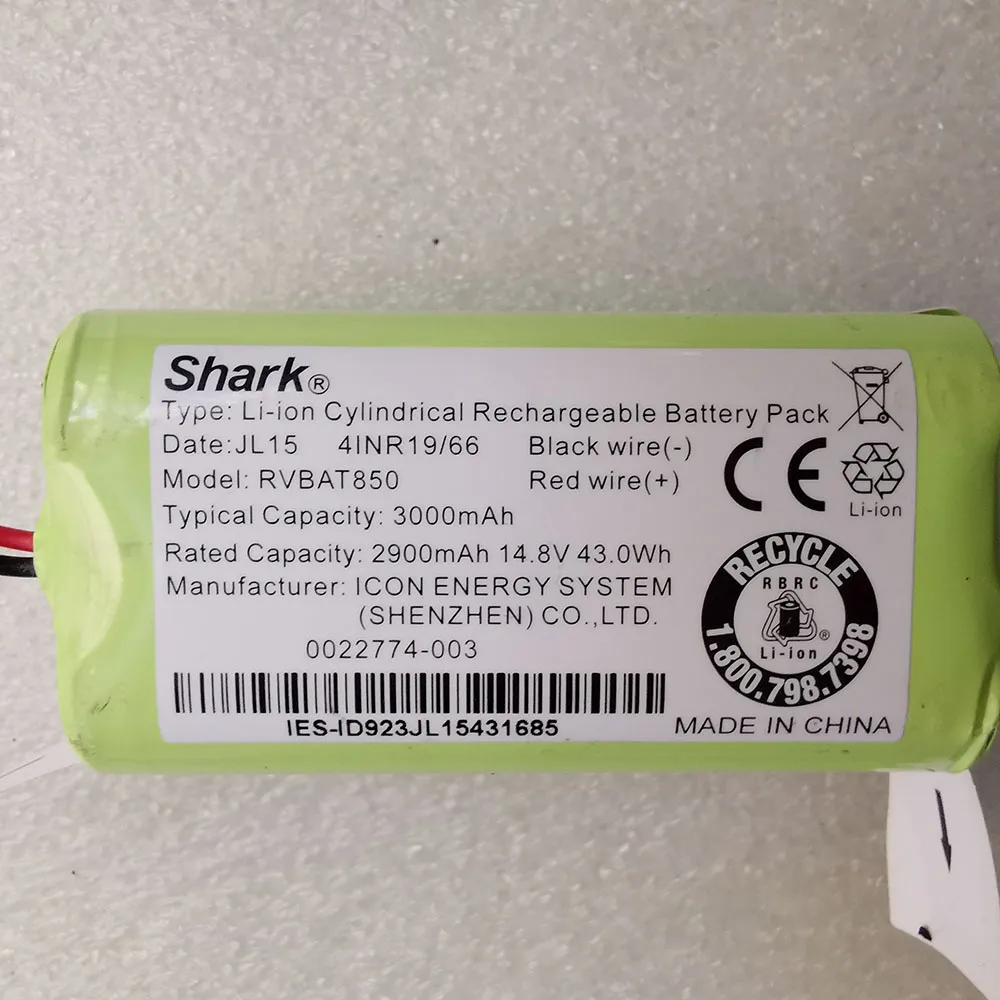 Shark®
Type: Li-ion Cylindrical Rechargeable Battery Pack
Date:JL15 4INR19/66 Black wire(-)
Model: RVBAT850 Red wire(+)
Typical Capacity: 3000mAh
Rated Capacity: 2900mAh 14.8V 43.0Wh
Manufacturer: ICON ENERGY SYSTEM
(SHENZHEN) CO.,LTD.
0022774-003
IES-ID923JL15431685
CE
Li-ion
RECYCLE
RBRC
®
Li-ion
1.800.798.7398
MADE IN CHINA